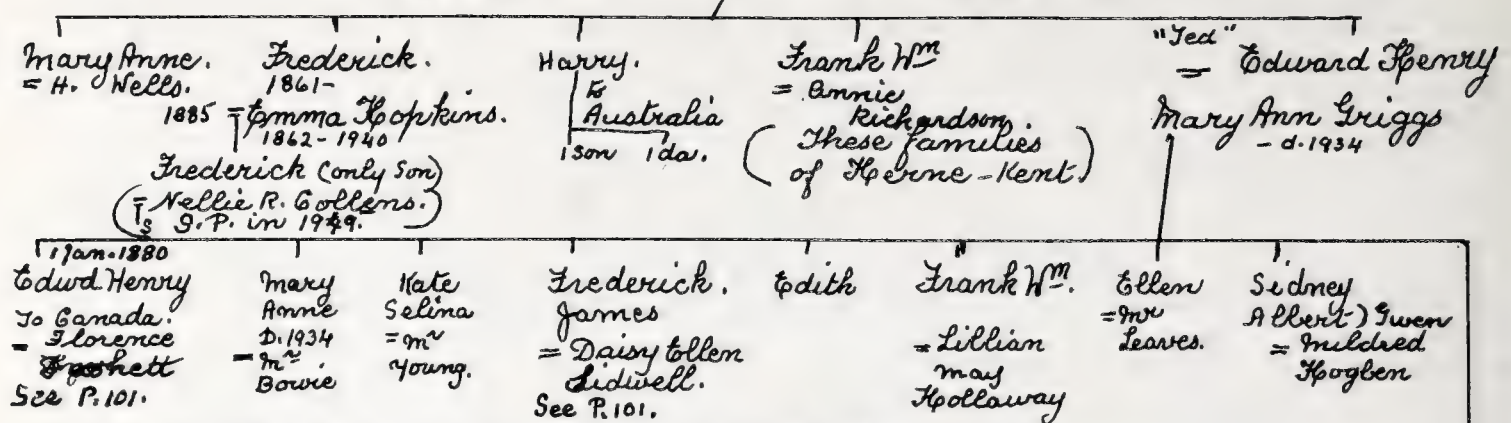 Mary Anne.
= H. Wells.
Frederick.
1861-
1885 = Emma Hopkins.
1862-1940
Frederick (only son)
(= Nellie R. Collens.)
s G.P. in 1949.
Harry.
to
Australia
1 son 1 da.
Frank Wm
= Annie
Richardson.
(These families
of Herne-Kent.)
"Ted"
= Edward Henry
Mary Ann Griggs
- d. 1934
1 Jan. 1880
Edwd Henry
To Canada.
= Florence
See P. 101.
Mary
Anne
D. 1934
= Mr
Bowie
Kate
Selina
= Mr
Young.
Frederick.
James
= Daisy Ellen
Sidwell.
See P. 101.
Edith
Frank Wm.
= Lillian
May
Hollaway
Ellen
= Mr
Leaves.
Sidney
Albert) Gwen
= Mildred
Hogben